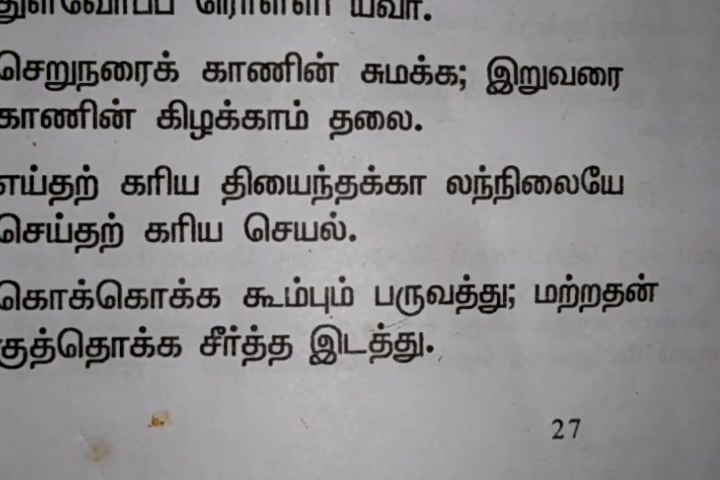 செறுநரைக் காணின் சுமக்க; இறுவரை
காணின் கிழக்காம் தலை.
எய்தற் கரிய தியைந்தக்கா லந்நிலையே
செய்தற் கரிய செயல்.
கொக்கொக்க கூம்பும் பருவத்து; மற்றதன்
குத்தொக்க சீர்த்த இடத்து.
27